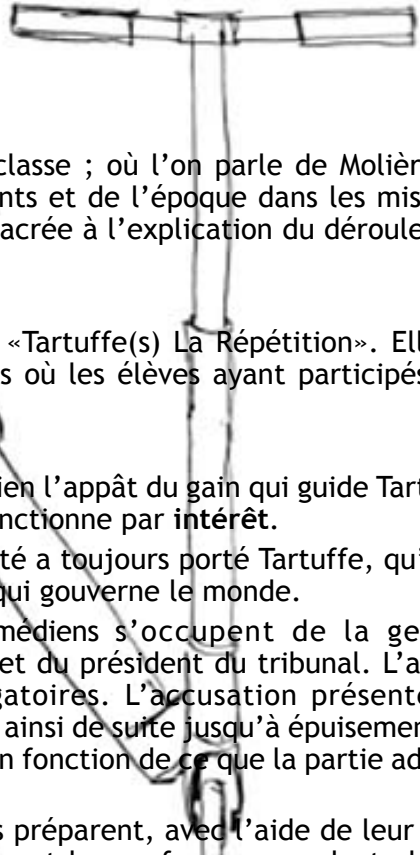 classe ; où l’on parle de Molièr
nts et de l’époque dans les mis
acrée à l’explication du déroule
«Tartuffe(s) La Répétition». Ell
s où les élèves ayant participés
ien l’appât du gain qui guide Tart
nctionne par intérêt.
té a toujours porté Tartuffe, qui
qui gouverne le monde.
médiens s’occupent de la ge
et du président du tribunal. L’a
gatoires. L’accusation présente
ainsi de suite jusqu’à épuisemen
n fonction de ce que la partie ad
s préparent, avec l’aide de leur